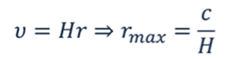 υ = Hr ⇒ r_max = c/H